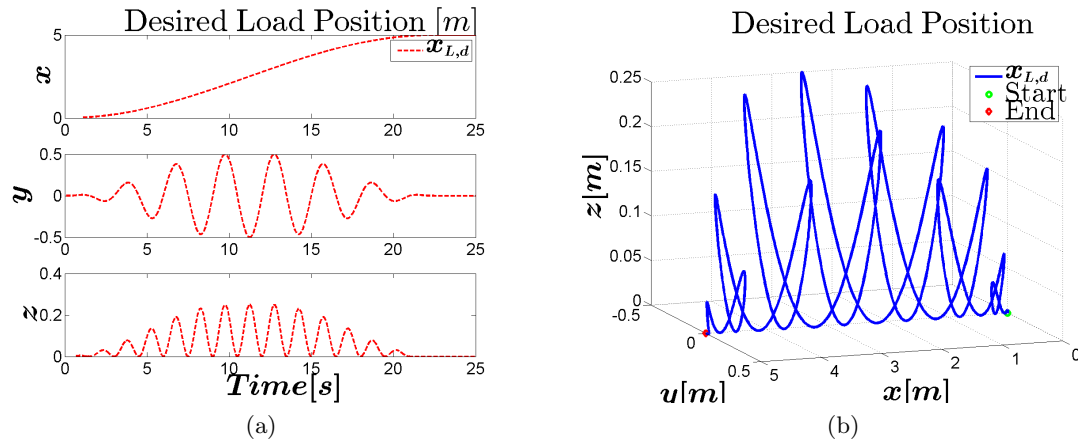 Desired Load Position [m]
5
x_{L,d}
x
0
0 5 10 15 20 25
0.5
y
0
-0.5
0 5 10 15 20 25
0.4
z
0.2
0
0 5 10 15 20 25
Time[s]
(a)
Desired Load Position
0.25
x_{L,d}
Start
End
0.2
0.15
z[m]
0.1
0.05
0
-0.5
0
0.5
5 4 3 2 1 0
y[m]
x[m]
(b)